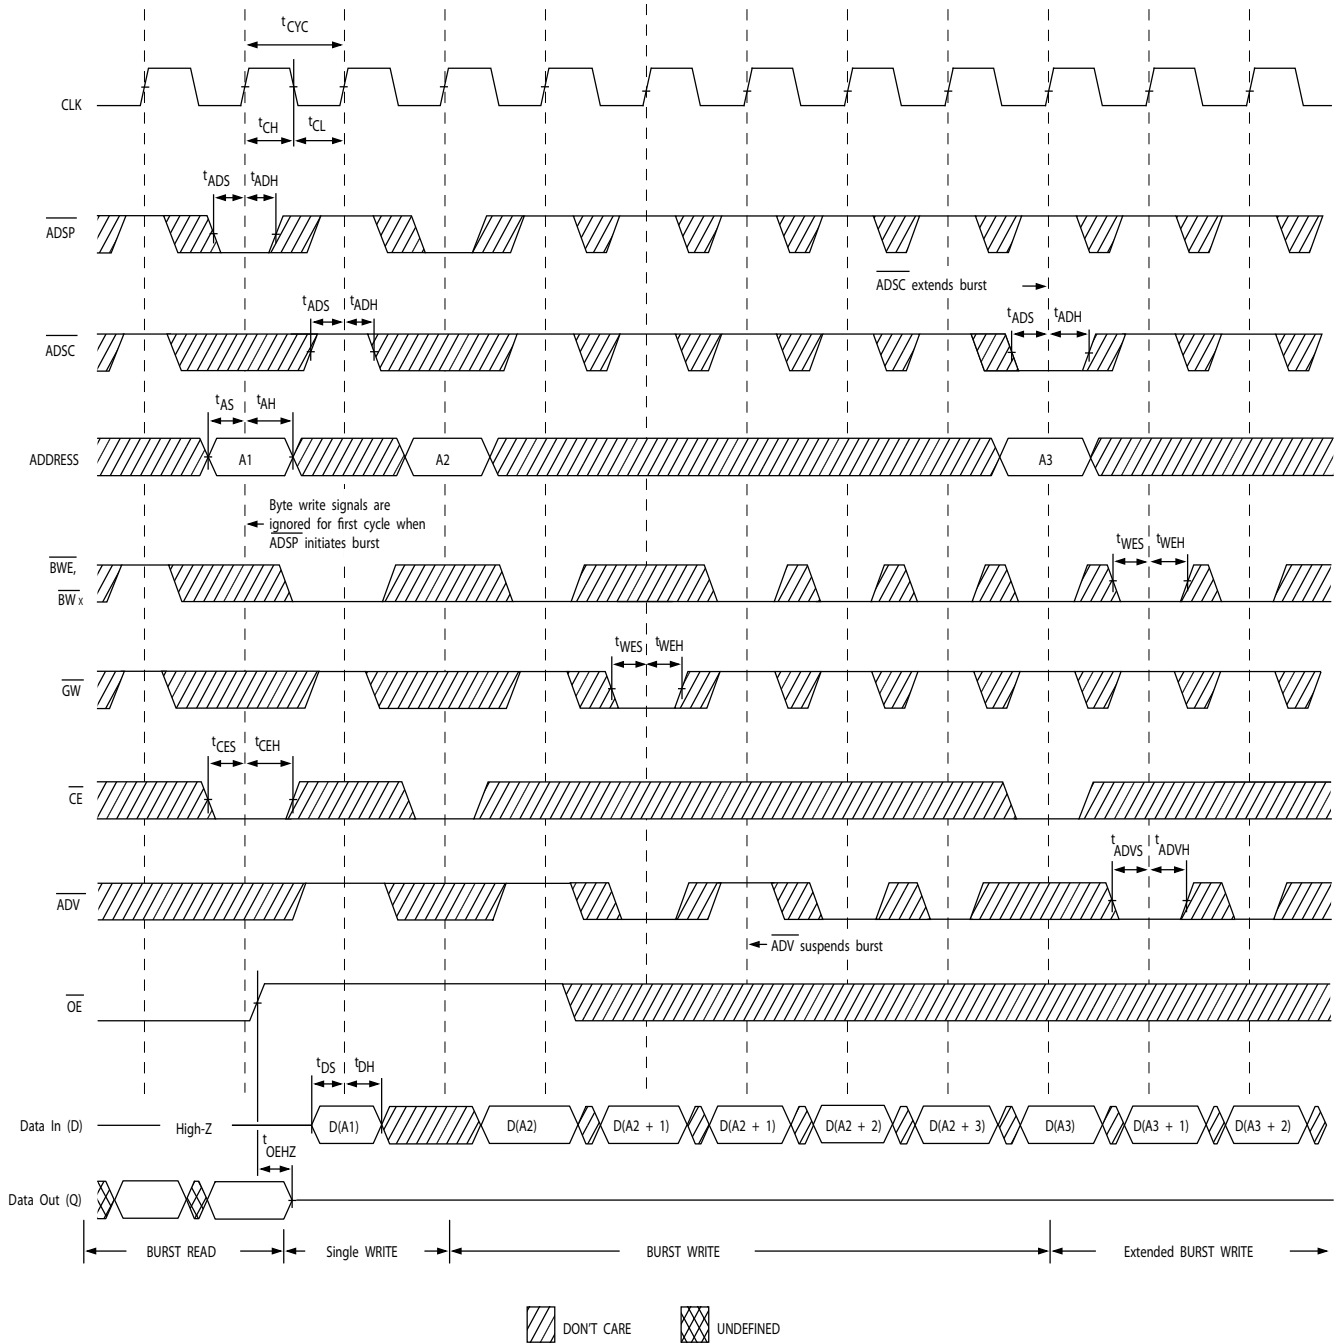 tCYC
CLK
tCH
tCL
tADS
tADH
ADSP
ADSC extends burst
tADS
tADH
tADS
tADH
ADSC
tAS
tAH
ADDRESS
A1
A2
A3
Byte write signals are
ignored for first cycle when
ADSP initiates burst
tWES
tWEH
BWE,
BW x
tWES
tWEH
GW
tCES
tCEH
CE
tADVS
tADVH
ADV
ADV suspends burst
OE
tDS
tDH
Data In (D)
High-Z
D(A1)
D(A2)
D(A2 + 1)
D(A2 + 1)
D(A2 + 2)
D(A2 + 3)
D(A3)
D(A3 + 1)
D(A3 + 2)
tOEHZ
Data Out (Q)
BURST READ
Single WRITE
BURST WRITE
Extended BURST WRITE
DON'T CARE
UNDEFINED